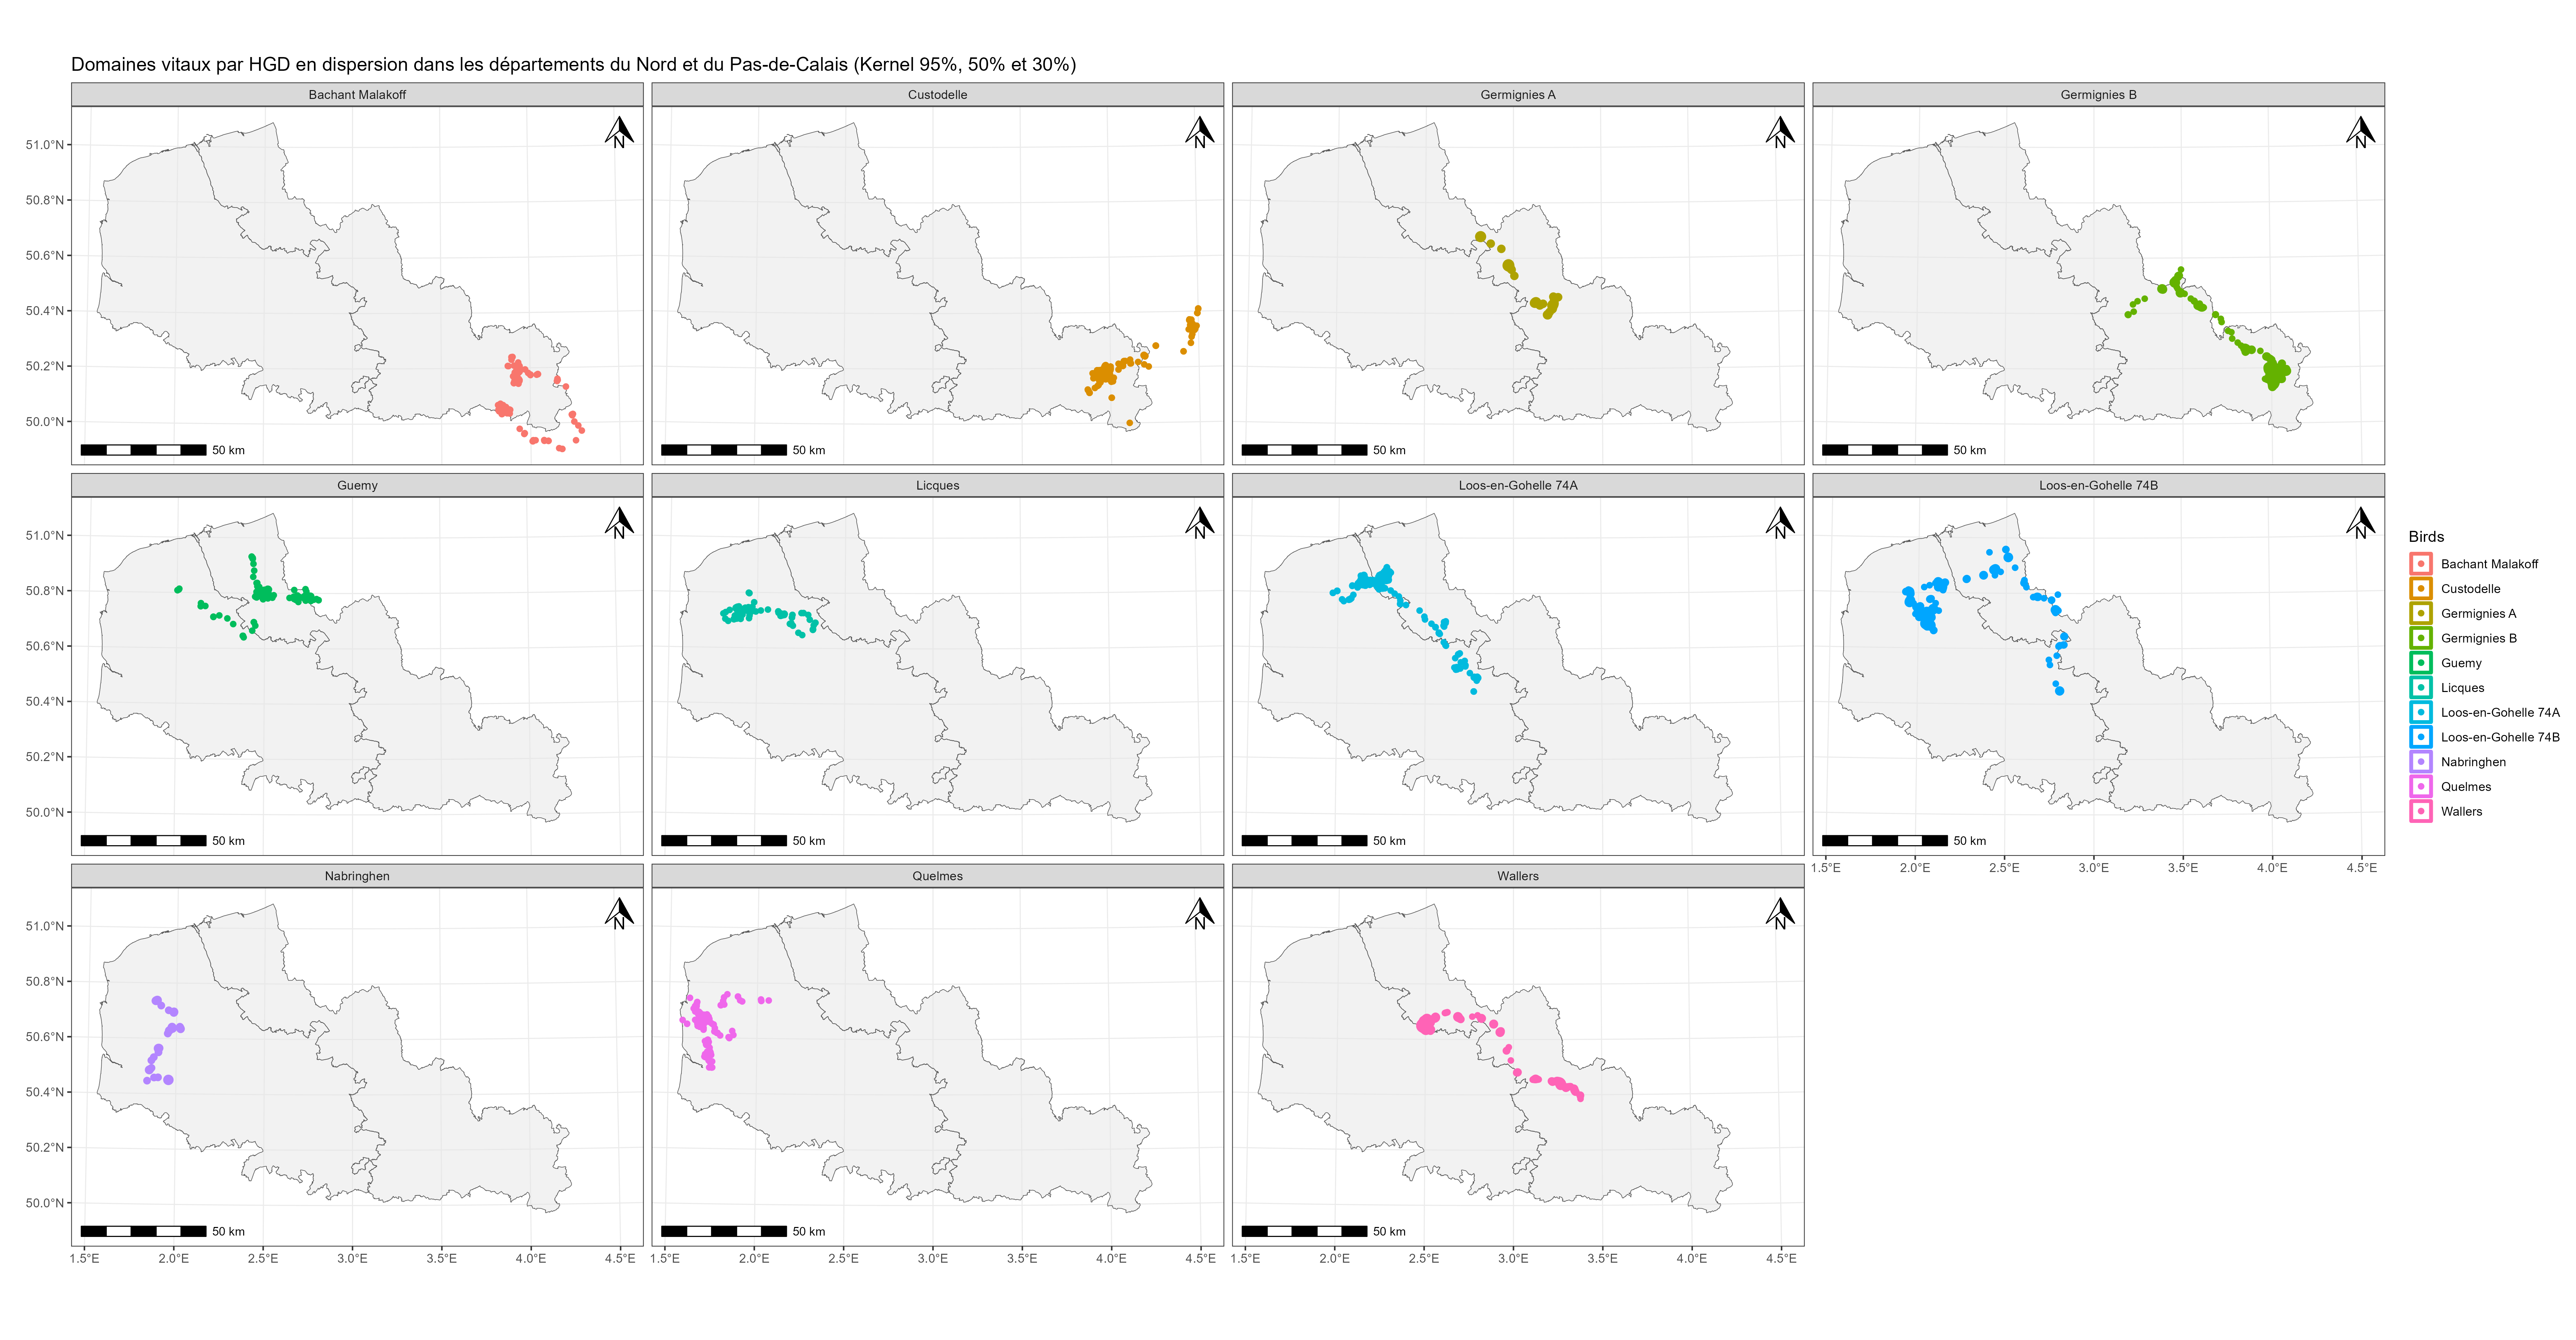 Domaines vitaux par HGD en dispersion dans les départements du Nord et du Pas-de-Calais (Kernel 95%, 50% et 30%)
Bachant Malakoff
Custodelle
Germignies A
Germignies B
N
N
N
N
51.0°N
50.8°N
50.6°N
50.4°N
50.2°N
50.0°N
50 km
50 km
50 km
50 km
Guemy
Licques
Loos-en-Gohelle 74A
Loos-en-Gohelle 74B
N
N
N
N
51.0°N
50.8°N
50.6°N
50.4°N
50.2°N
50.0°N
50 km
50 km
50 km
50 km
1.5°E 2.0°E 2.5°E 3.0°E 3.5°E 4.0°E 4.5°E
Nabringhen
Quelmes
Wallers
N
N
N
51.0°N
50.8°N
50.6°N
50.4°N
50.2°N
50.0°N
50 km
50 km
50 km
1.5°E 2.0°E 2.5°E 3.0°E 3.5°E 4.0°E 4.5°E
1.5°E 2.0°E 2.5°E 3.0°E 3.5°E 4.0°E 4.5°E
1.5°E 2.0°E 2.5°E 3.0°E 3.5°E 4.0°E 4.5°E
Birds
Bachant Malakoff
Custodelle
Germignies A
Germignies B
Guemy
Licques
Loos-en-Gohelle 74A
Loos-en-Gohelle 74B
Nabringhen
Quelmes
Wallers